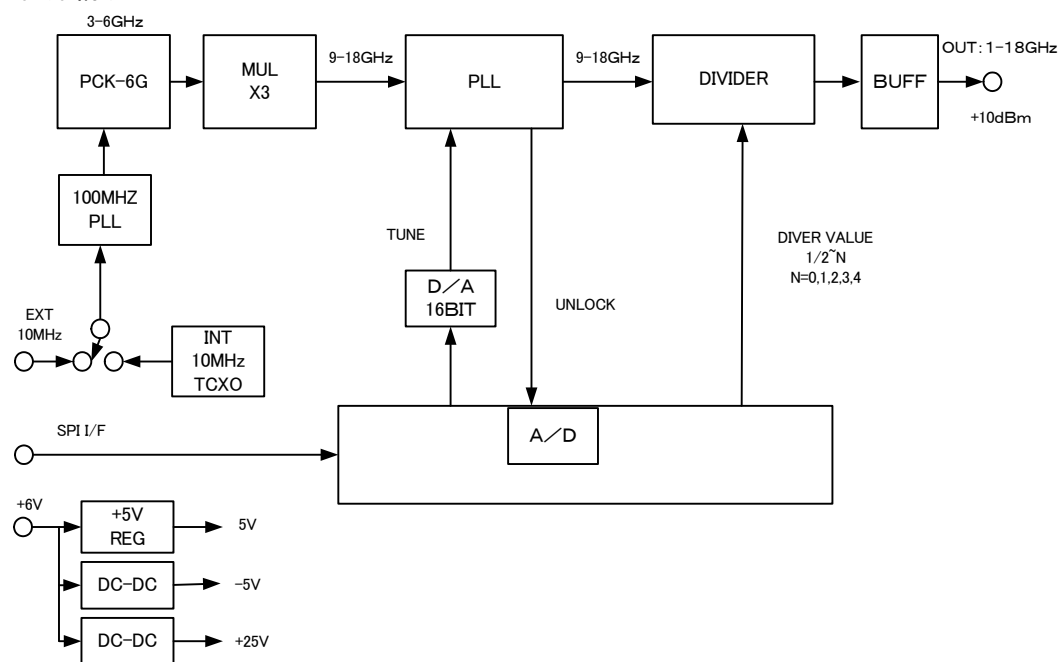 3-6GHz
PCK-6G
MUL
X3
9-18GHz
PLL
9-18GHz
DIVIDER
BUFF
OUT：1-18GHz
+10dBm
100MHZ
PLL
TUNE
D／A
16BIT
UNLOCK
DIVER VALUE
1/2~N
N=0,1,2,3,4
EXT
10MHz
INT
10MHz
TCXO
SPI I/F
A／D
+6V
+5V
REG
5V
DC-DC
-5V
DC-DC
+25V